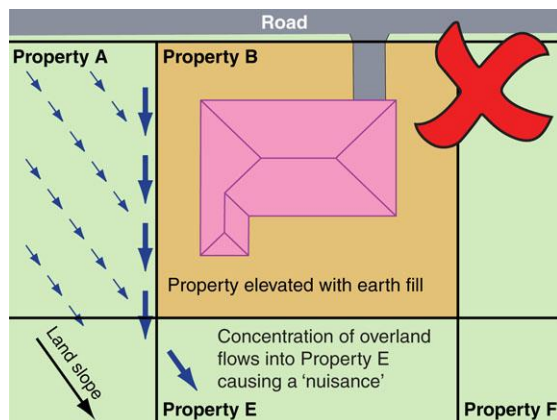 Road
Property A
Property B
Property elevated with earth fill
Land slope
Concentration of overland
flows into Property E
causing a ‘nuisance’
Property E
Property F